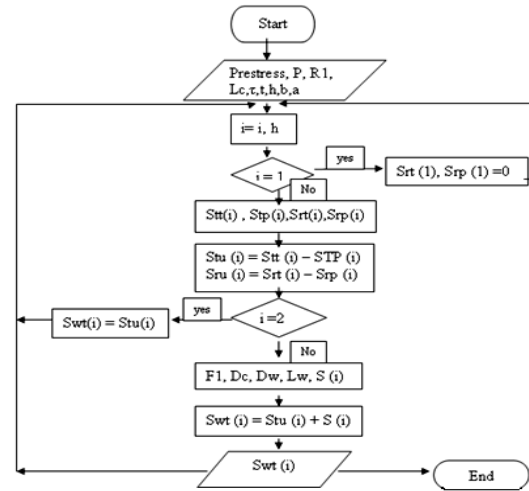 Start
Prestress, P, R1,
Lc,τ,t,h,b,a
i= i, h
i = 1
yes
Srt (1), Srp (1) =0
No
Stt(i) , Stp(i),Srt(i),Srp(i)
Stu (i) = Stt (i) – STP (i)
Sru (i) = Srt (i) – Srp (i)
i =2
yes
Swt(i) = Stu(i)
No
F1, Dc, Dw, Lw, S (i)
Swt (i) = Stu (i) + S (i)
Swt (i)
End